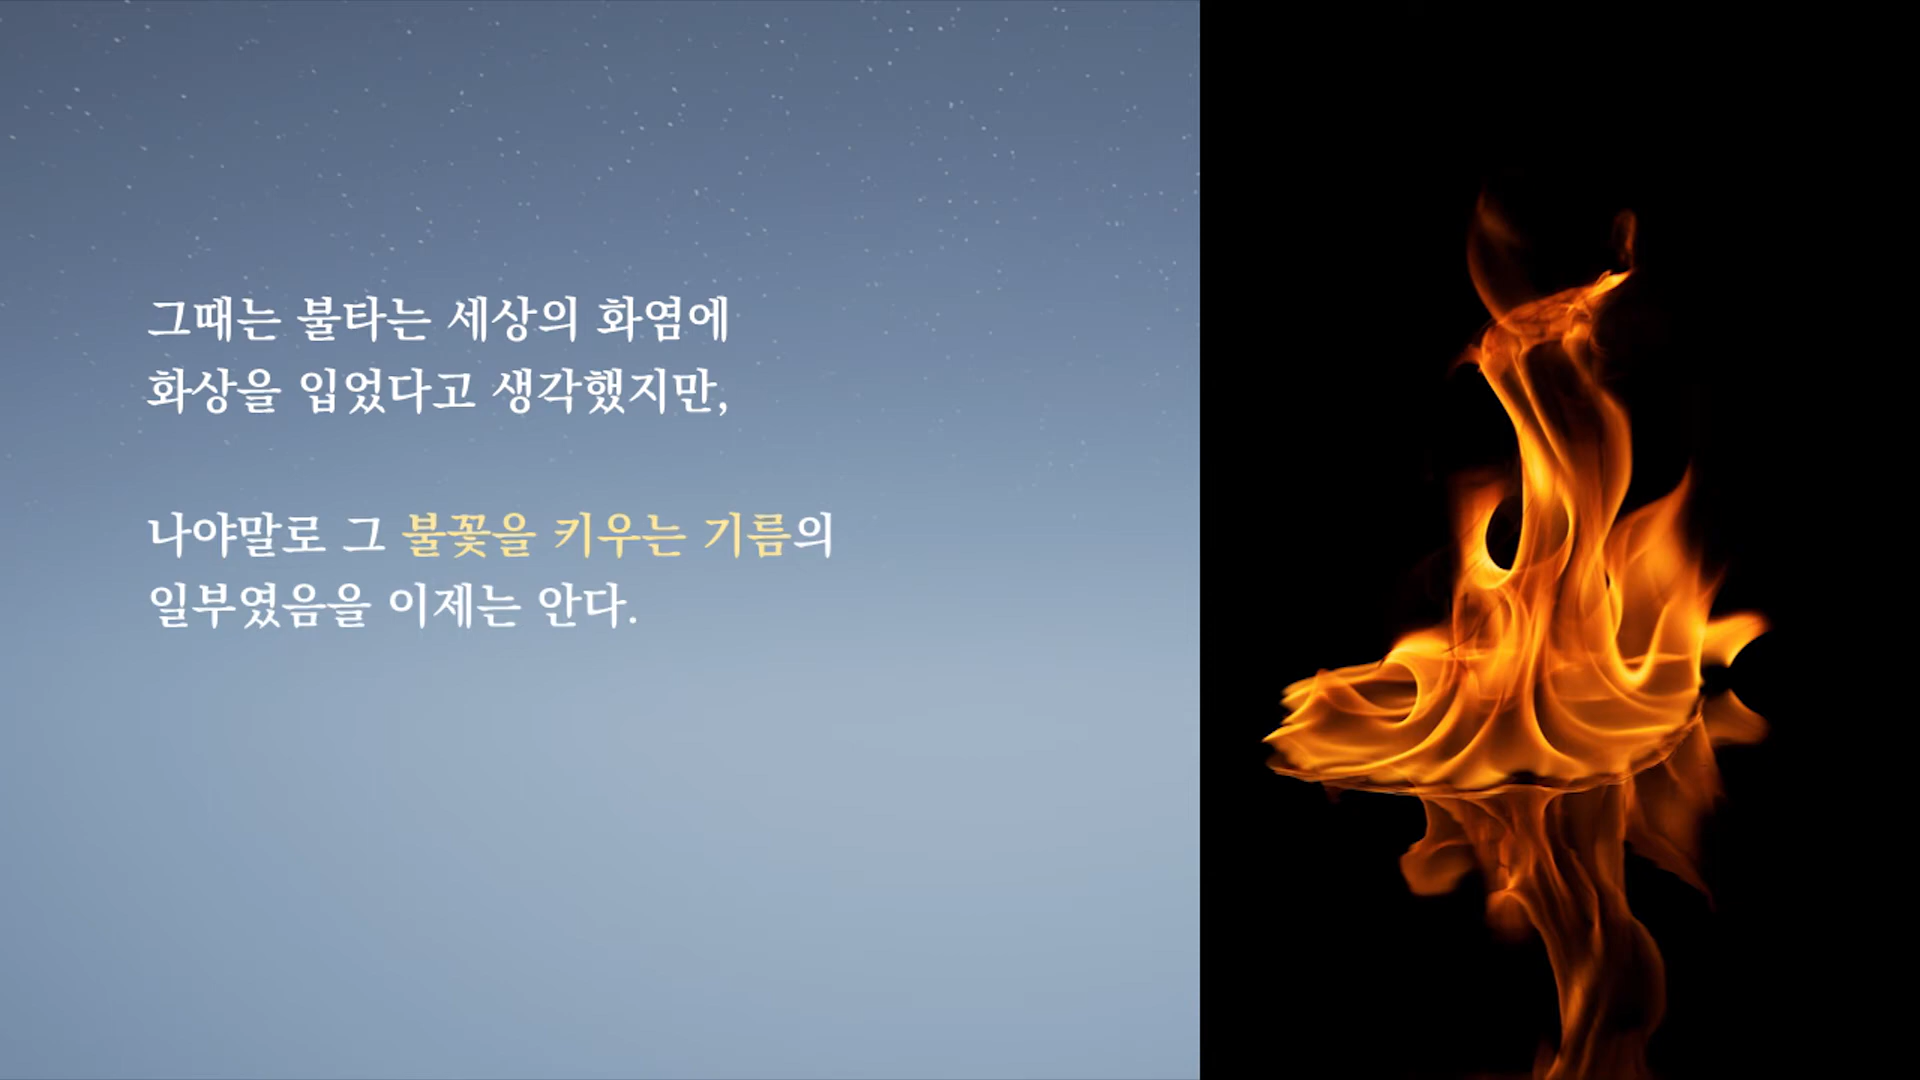 그때는 불타는 세상의 화염에
화상을 입었다고 생각했지만,
나야말로 그 불꽃을 키우는 기름의
일부였음을 이제는 안다.